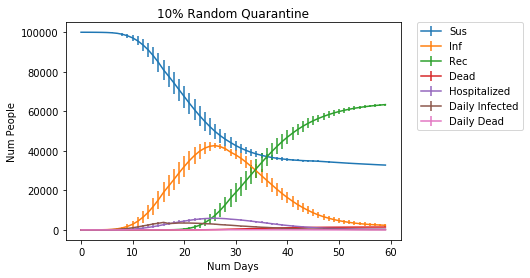 10% Random Quarantine
Num People
100000
80000
60000
40000
20000
0
0 10 20 30 40 50 60
Num Days
Sus
Inf
Rec
Dead
Hospitalized
Daily Infected
Daily Dead